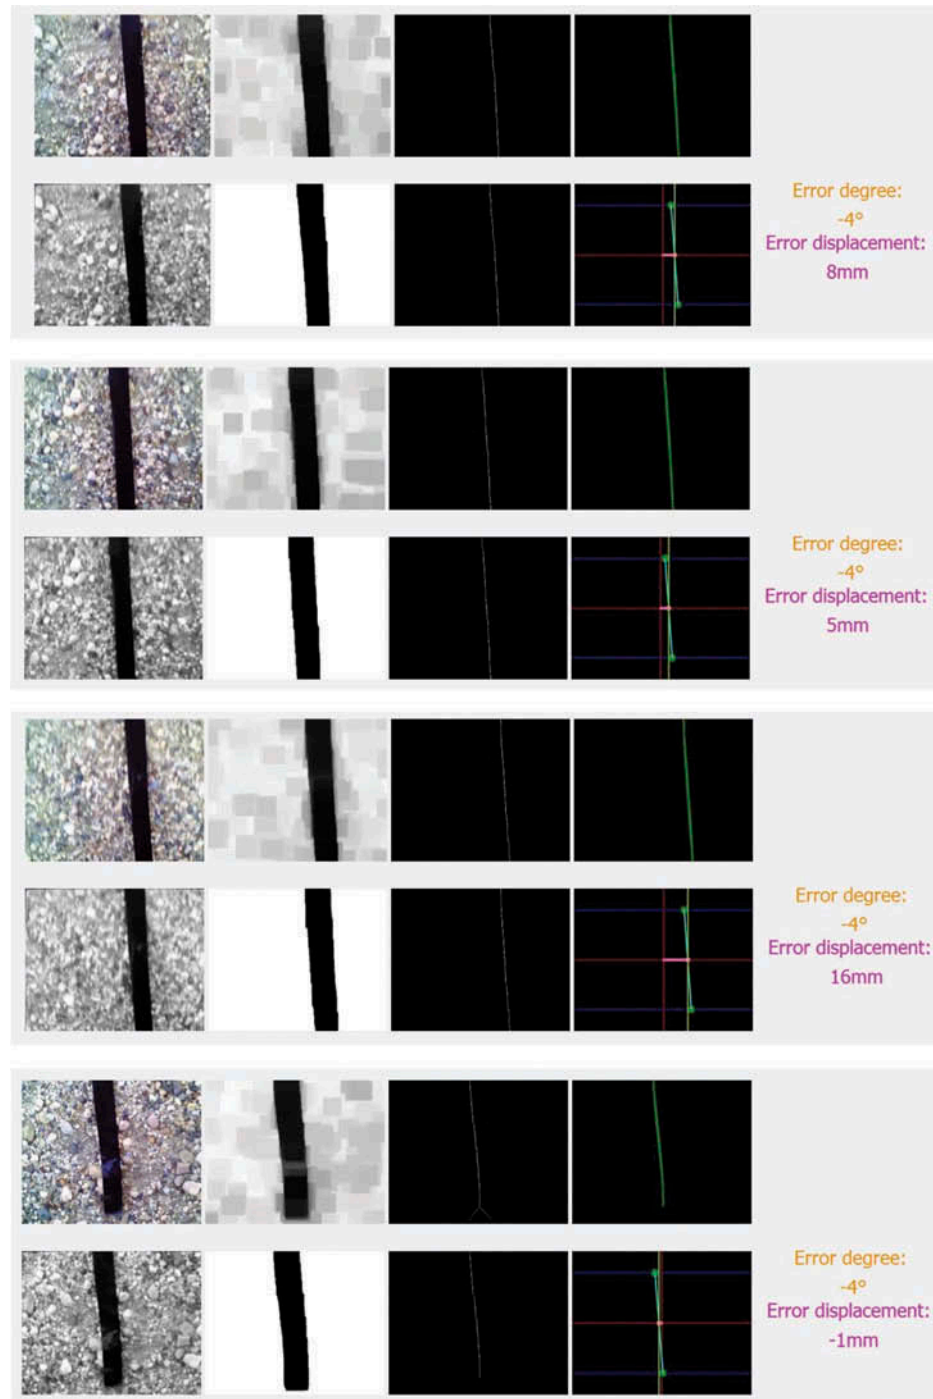 Error degree:
-4°
Error displacement:
8mm
Error degree:
-4°
Error displacement:
5mm
Error degree:
-4°
Error displacement:
16mm
Error degree:
-4°
Error displacement:
-1mm